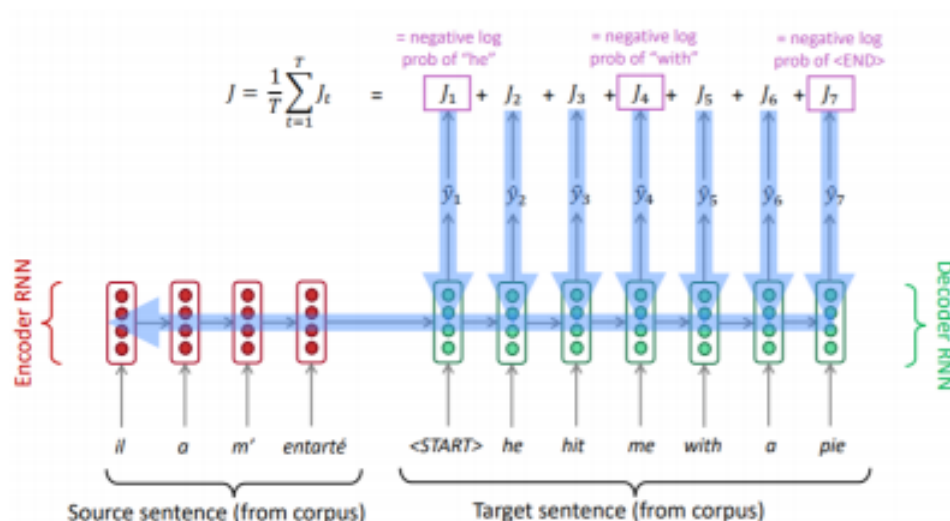 = negative log
prob of "he"
= negative log
prob of "with"
= negative log
prob of <END>
J = 1/T ∑ᵀₜ₌₁ Jₜ = J₁ + J₂ + J₃ + J₄ + J₅ + J₆ + J₇
ŷ₁ ŷ₂ ŷ₃ ŷ₄ ŷ₅ ŷ₆ ŷ₇
Encoder RNN
Decoder RNN
il a m' entarté <START> he hit me with a pie
Source sentence (from corpus)
Target sentence (from corpus)